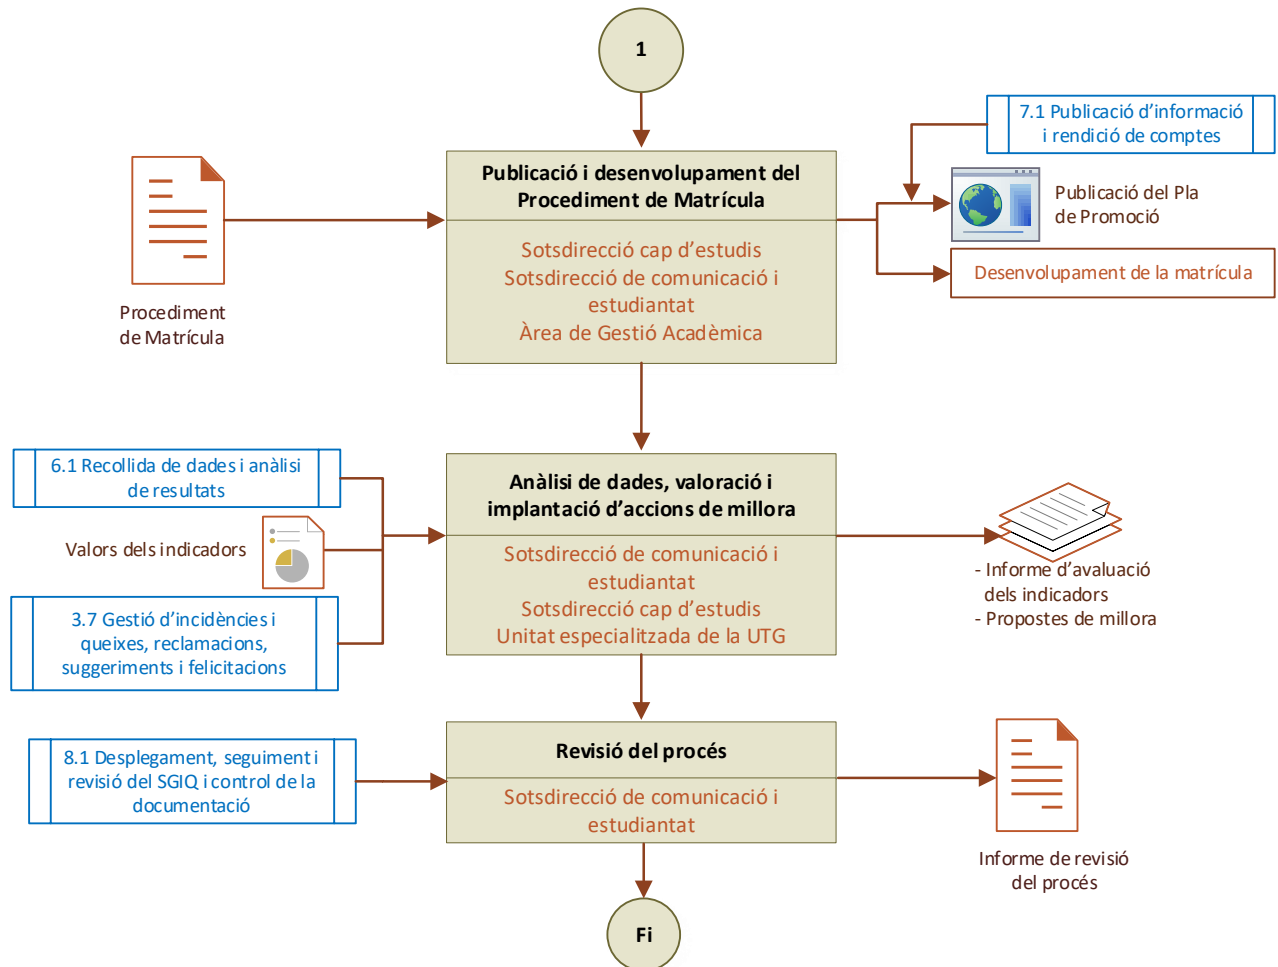 1
7.1 Publicació d’informació
i rendició de comptes
Publicació i desenvolupament del
Procediment de Matrícula
Publicació del Pla
de Promoció
Sotsdirecció cap d’estudis
Sotsdirecció de comunicació i
estudiantat
Àrea de Gestió Acadèmica
Desenvolupament de la matrícula
Procediment
de Matrícula
6.1 Recollida de dades i anàlisi
de resultats
Valors dels indicadors
3.7 Gestió d’incidències i
queixes, reclamacions,
suggeriments i felicitacions
Anàlisi de dades, valoració i
implantació d’accions de millora
Sotsdirecció de comunicació i
estudiantat
Sotsdirecció cap d’estudis
Unitat especialitzada de la UTG
- Informe d’avaluació
dels indicadors
- Propostes de millora
8.1 Desplegament, seguiment i
revisió del SGIQ i control de la
documentació
Revisió del procés
Sotsdirecció de comunicació i
estudiantat
Informe de revisió
del procés
Fi